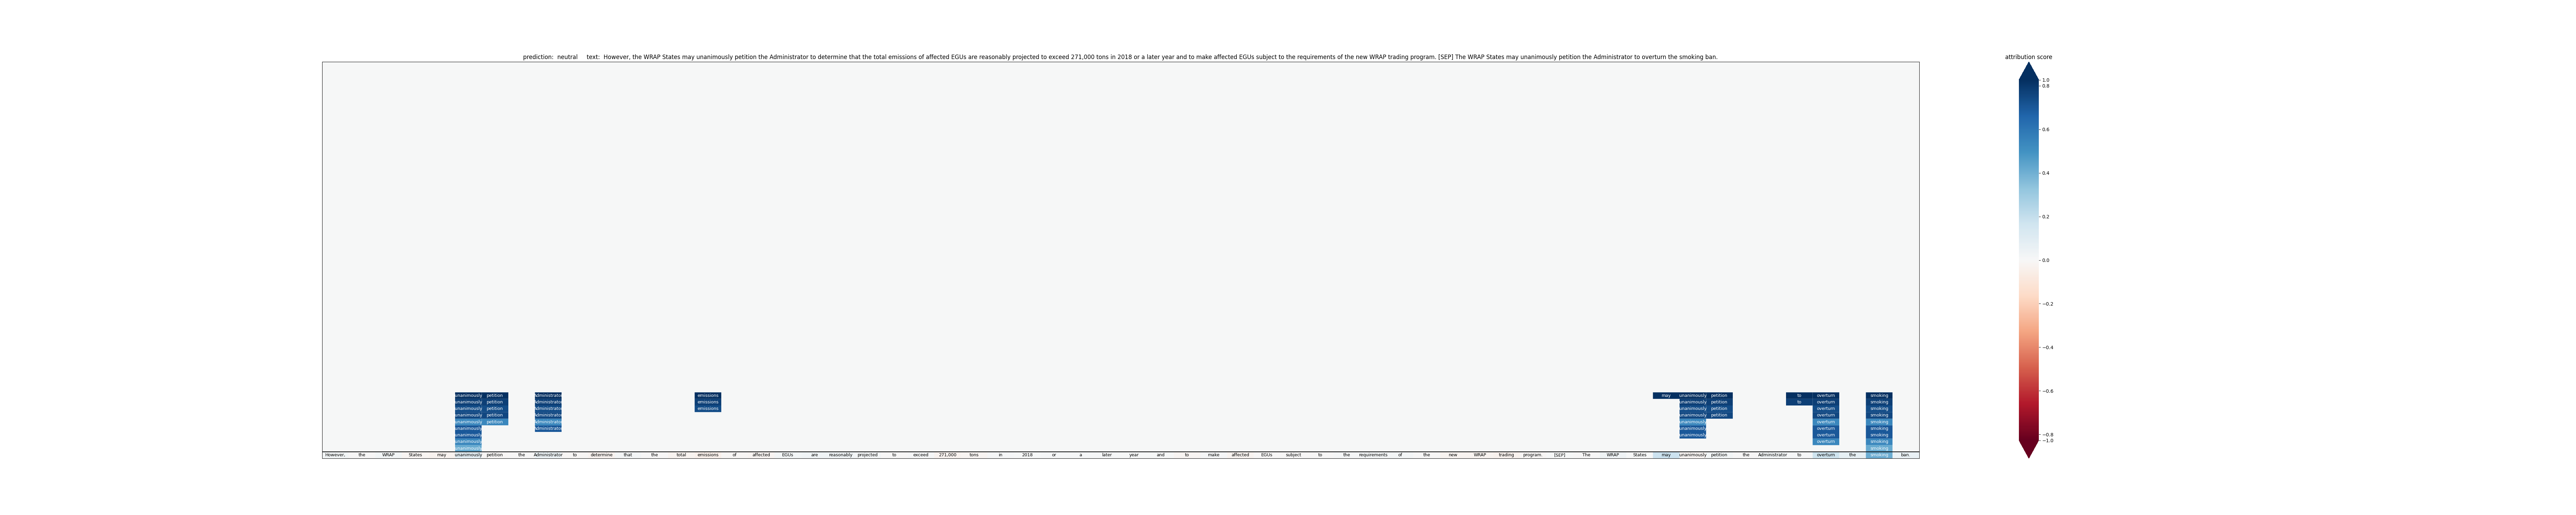 prediction: neutral text: However, the WRAP States may unanimously petition the Administrator to determine that the total emissions of affected EGUs are reasonably projected to exceed 271,000 tons in 2018 or a later year and to make affected EGUs subject to the requirements of the new WRAP trading program. [SEP] The WRAP States may unanimously petition the Administrator to overturn the smoking ban.
attribution score
1.0
0.8
0.6
0.4
0.2
0.0
−0.2
−0.4
−0.6
−0.8
−1.0
unanimously petition Administrator emissions may unanimously petition to overturn smoking
unanimously petition Administrator emissions unanimously petition to overturn smoking
unanimously petition Administrator emissions unanimously petition overturn smoking
unanimously petition Administrator unanimously petition overturn smoking
unanimously petition Administrator unanimously overturn smoking
unanimously Administrator unanimously overturn smoking
unanimously unanimously overturn smoking
unanimously overturn smoking
unanimously smoking
However, the WRAP States may unanimously petition the Administrator to determine that the total emissions of affected EGUs are reasonably projected to exceed 271,000 tons in 2018 or a later year and to make affected EGUs subject to the requirements of the new WRAP trading program. [SEP] The WRAP States may unanimously petition the Administrator to overturn the smoking ban.